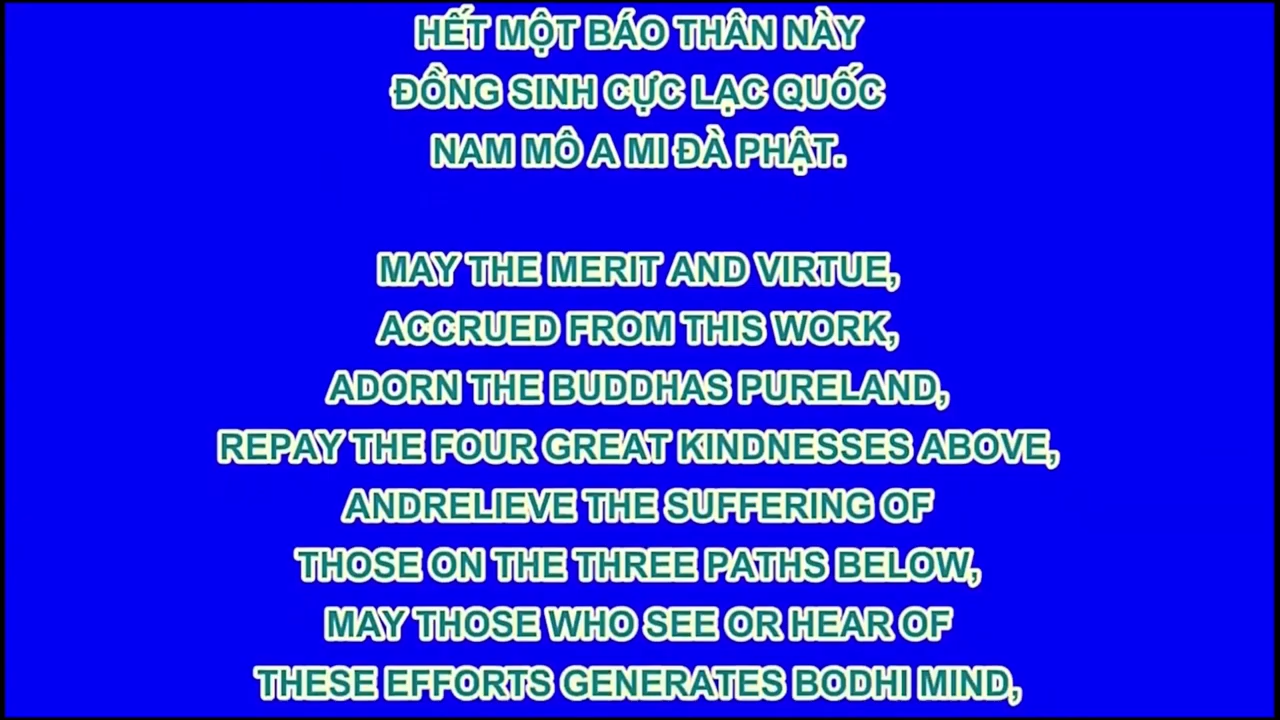 HẾT MỘT BÁO THÂN NÀY
ĐỒNG SINH CỰC LẠC QUỐC
NAM MÔ A MI ĐÀ PHẬT.
MAY THE MERIT AND VIRTUE,
ACCRUED FROM THIS WORK,
ADORN THE BUDDHAS PURELAND,
REPAY THE FOUR GREAT KINDNESSES ABOVE,
ANDRELIEVE THE SUFFERING OF
THOSE ON THE THREE PATHS BELOW,
MAY THOSE WHO SEE OR HEAR OF
THESE EFFORTS GENERATES BODHI MIND,